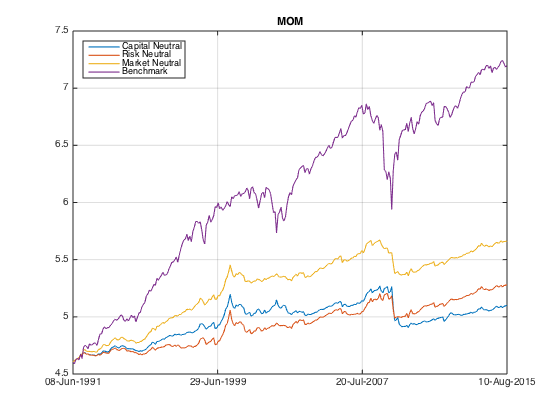 MOM
7.5
7
6.5
6
5.5
5
4.5
Capital Neutral
Risk Neutral
Market Neutral
Benchmark
08-Jun-1991 29-Jun-1999 20-Jul-2007 10-Aug-2015